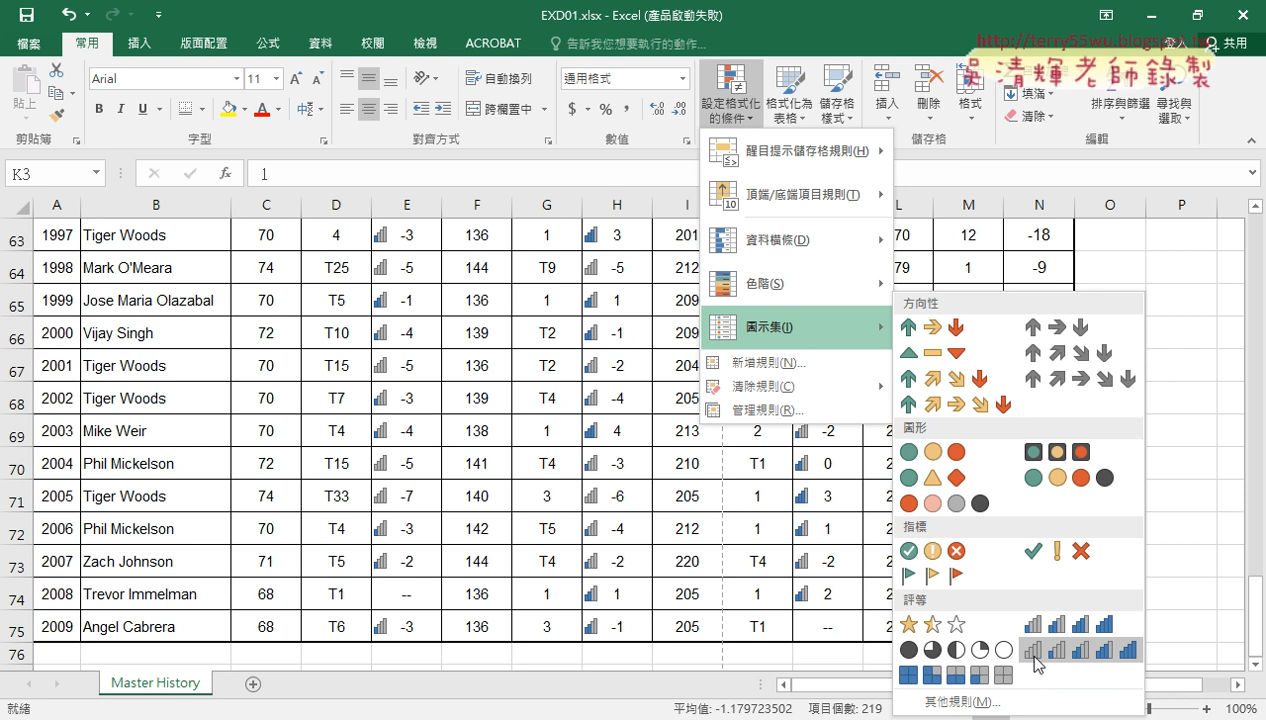 EXD01.xlsx - Excel (產品啟動失敗)
http://terry55wu.blogspot.tw
吳清輝老師錄製
檔案 常用 插入 版面配置 公式 資料 校閱 檢視 ACROBAT 告訴我您想要執行的動作... 登入 共用
貼上 Arial 11 自動換列 通用格式 設定格式化的條件 格式化為表格 儲存格樣式 插入 刪除 格式 填滿 清除 排序與篩選 尋找與選取
B I U 跨欄置中 $ % ,
剪貼簿 字型 對齊方式 數值 儲存格 編輯
K3 fx 1
A B C D E F G H I L M N O P
63 1997 Tiger Woods 70 4 -3 136 1 3 201 70 12 -18
64 1998 Mark O'Meara 74 T25 -5 144 T9 -5 212 79 1 -9
65 1999 Jose Maria Olazabal 70 T5 -1 136 1 1 209
66 2000 Vijay Singh 72 T10 -4 139 T2 -1 209
67 2001 Tiger Woods 70 T15 -5 136 T2 -2 204
68 2002 Tiger Woods 70 T7 -3 139 T4 -4 205
69 2003 Mike Weir 70 T4 -4 138 1 4 213 2 -2 2
70 2004 Phil Mickelson 72 T15 -5 141 T4 -3 210 T1 0 2
71 2005 Tiger Woods 74 T33 -7 140 3 -6 205 1 3 2
72 2006 Phil Mickelson 70 T4 -3 142 T5 -4 212 1 1 2
73 2007 Zach Johnson 71 T5 -2 144 T4 -2 220 T4 -2 2
74 2008 Trevor Immelman 68 T1 -- 136 1 1 205 1 2 2
75 2009 Angel Cabrera 68 T6 -3 136 3 -1 205 T1 -- 2
76
醒目提示儲存格規則(H)
頂端/底端項目規則(T)
資料橫條(D)
色階(S)
圖示集(I)
新增規則(N)...
清除規則(C)
管理規則(R)...
方向性
圖形
指標
評等
其他規則(M)...
Master History
就緒 平均值: -1.179723502 項目個數: 219 100%